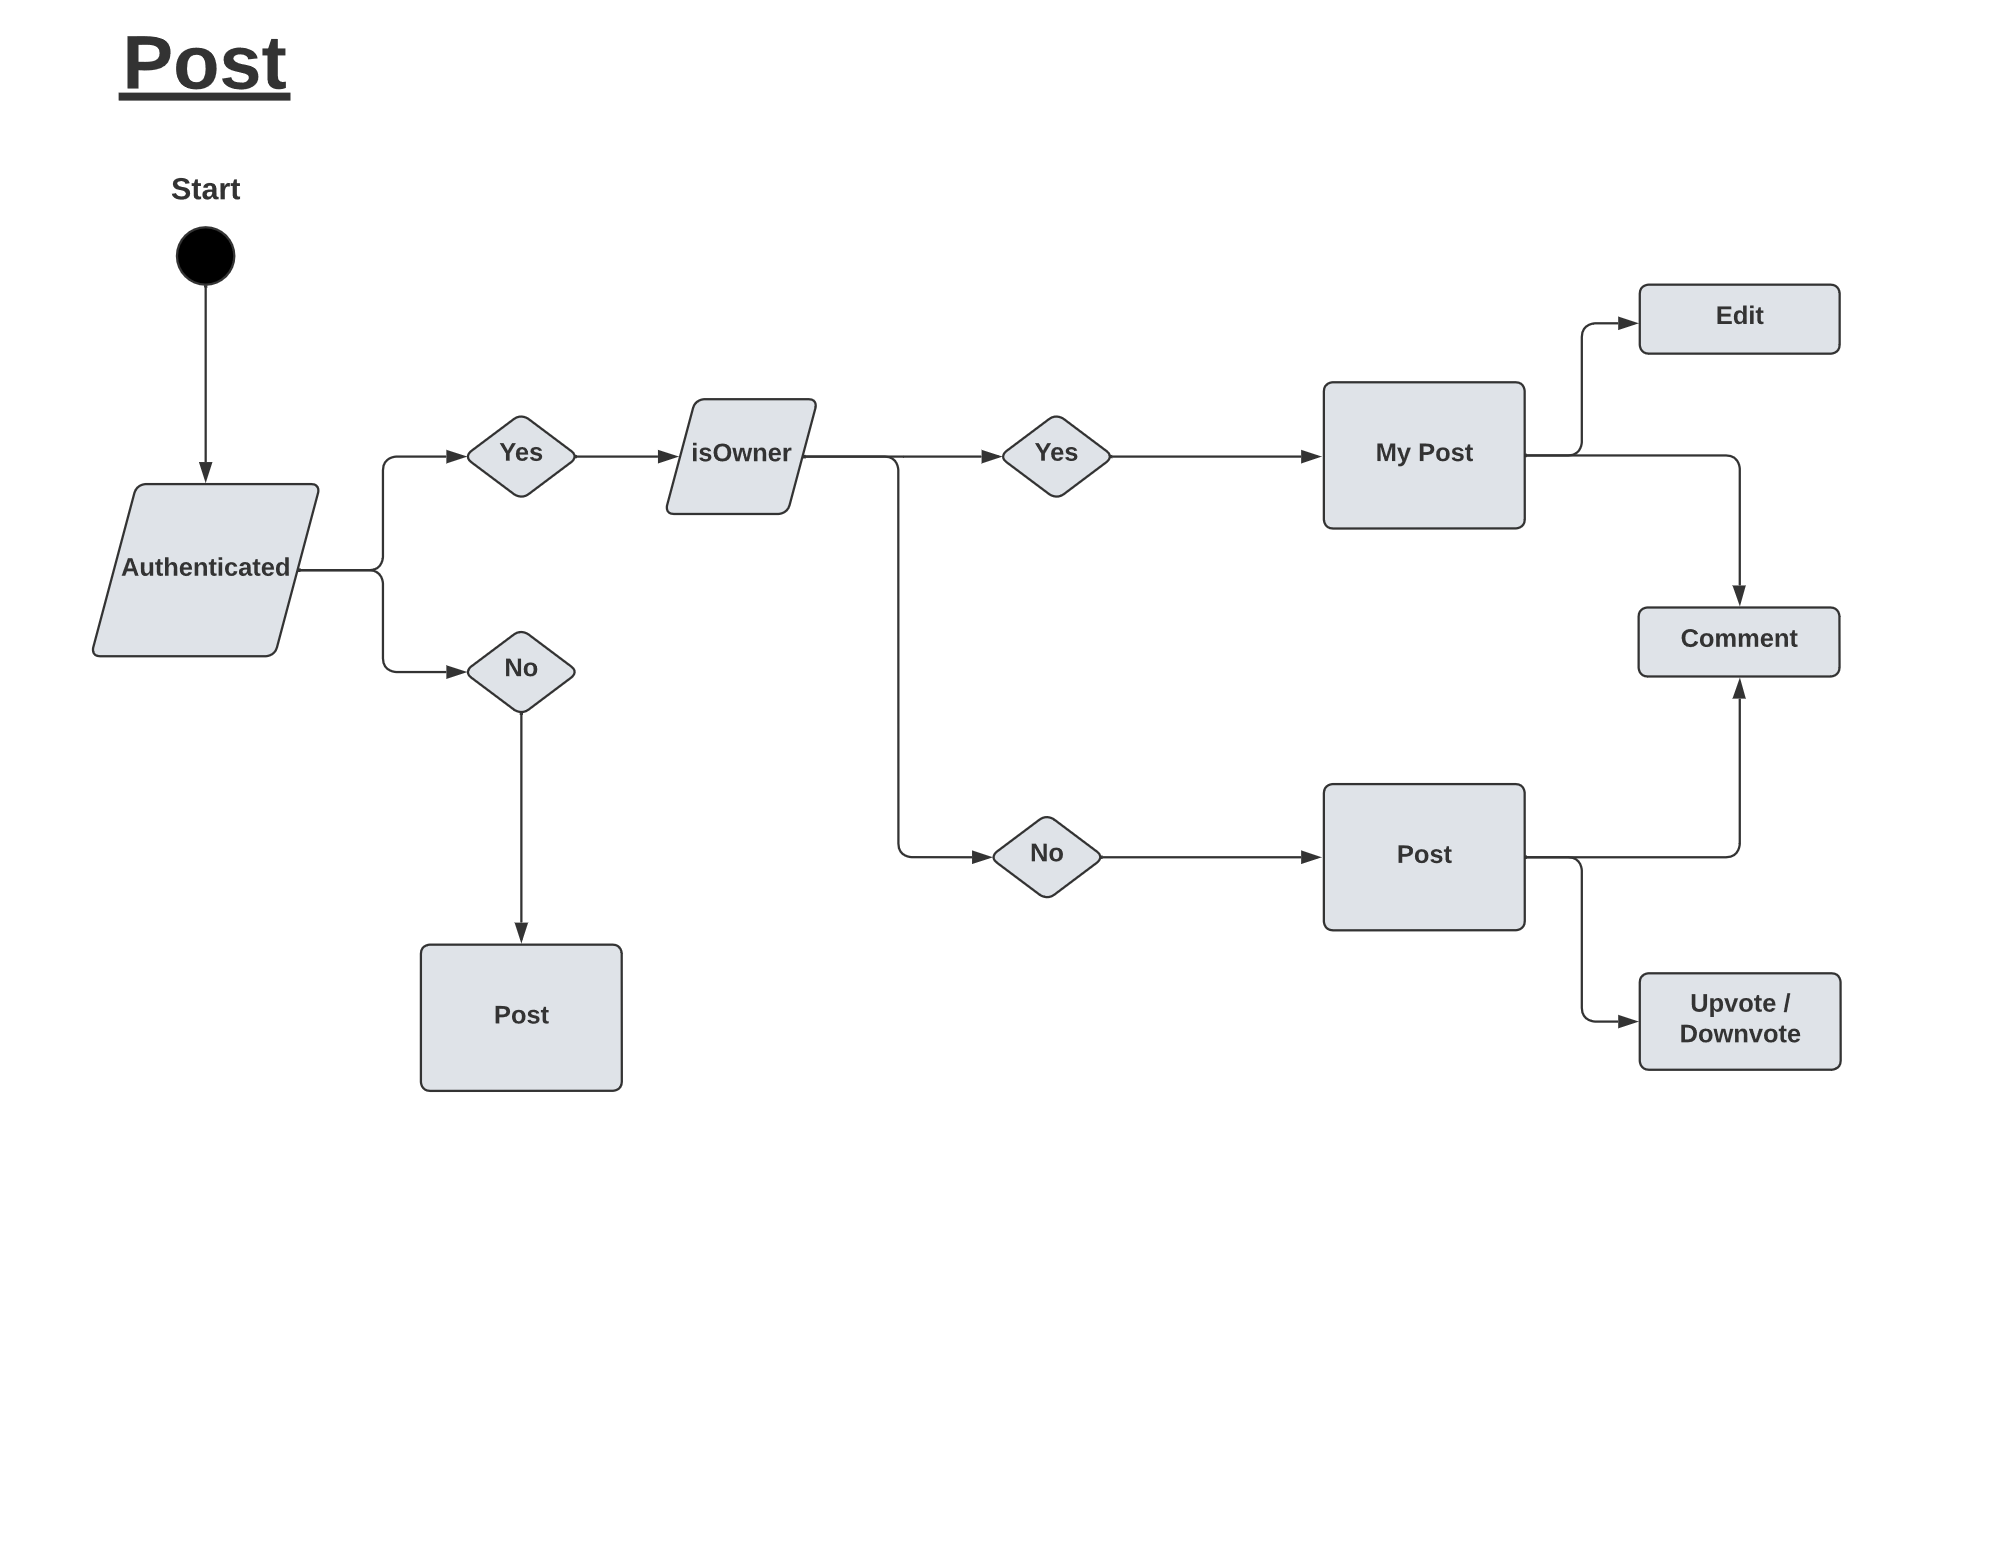 Post
Start
Edit
Yes
isOwner
Yes
My Post
Authenticated
Comment
No
No
Post
Post
Upvote /
Downvote